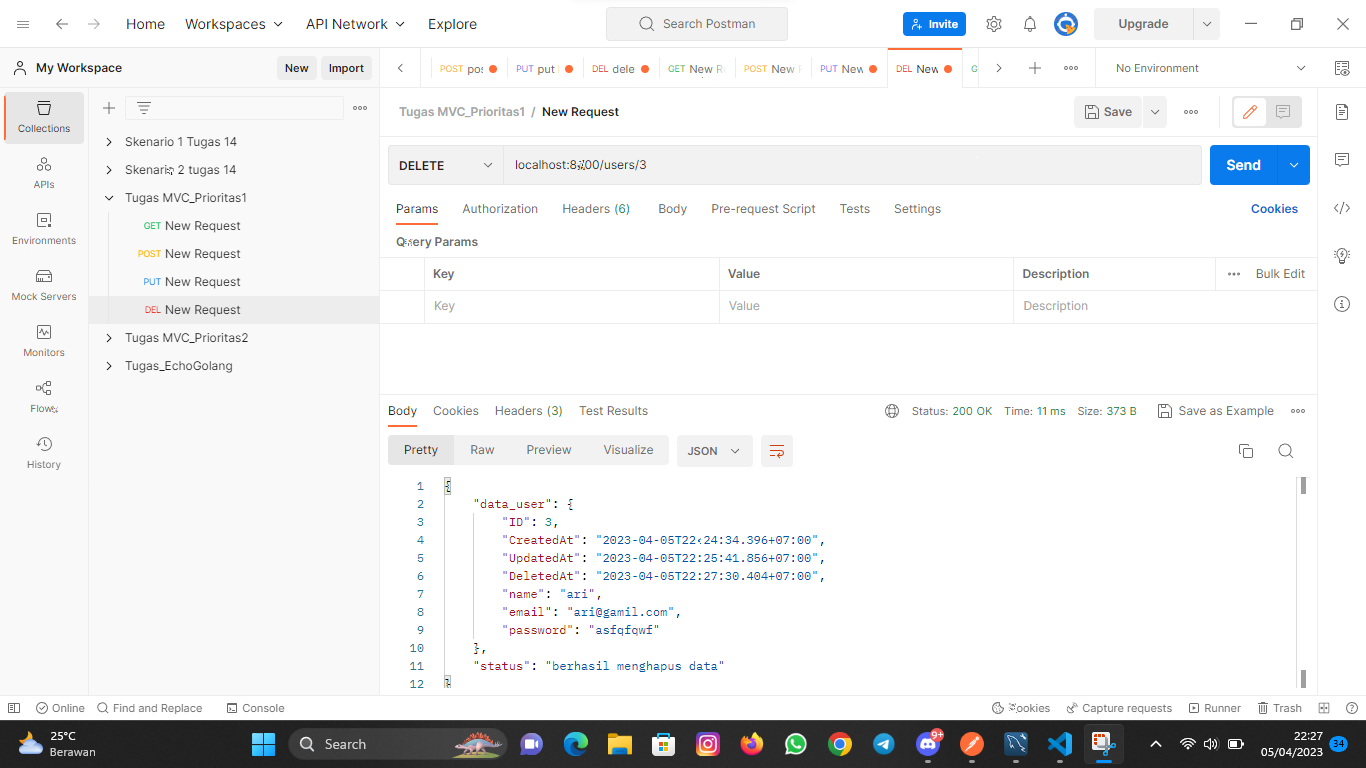 Home Workspaces API Network Explore Search Postman Invite Upgrade
My Workspace New Import POST pos PUT put DEL dele GET New R POST New PUT New DEL New No Environment
Tugas MVC_Prioritas1 / New Request Save
Collections
APIs
Environments
Mock Servers
Monitors
Flows
History
Skenario 1 Tugas 14
Skenario 2 tugas 14
Tugas MVC_Prioritas1
GET New Request
POST New Request
PUT New Request
DEL New Request
Tugas MVC_Prioritas2
Tugas_EchoGolang
DELETE localhost:8000/users/3 Send
Params Authorization Headers (6) Body Pre-request Script Tests Settings Cookies
Query Params
Key Value Description Bulk Edit
Key Value Description
Body Cookies Headers (3) Test Results Status: 200 OK Time: 11 ms Size: 373 B Save as Example
Pretty Raw Preview Visualize JSON
1 {
2 "data_user": {
3 "ID": 3,
4 "CreatedAt": "2023-04-05T22:24:34.396+07:00",
5 "UpdatedAt": "2023-04-05T22:25:41.856+07:00",
6 "DeletedAt": "2023-04-05T22:27:30.404+07:00",
7 "name": "ari",
8 "email": "ari@gamil.com",
9 "password": "asfqfqwf"
10 },
11 "status": "berhasil menghapus data"
12 }
Online Find and Replace Console Cookies Capture requests Runner Trash
25°C
Berawan
Search
9+
22:27
05/04/2023
34